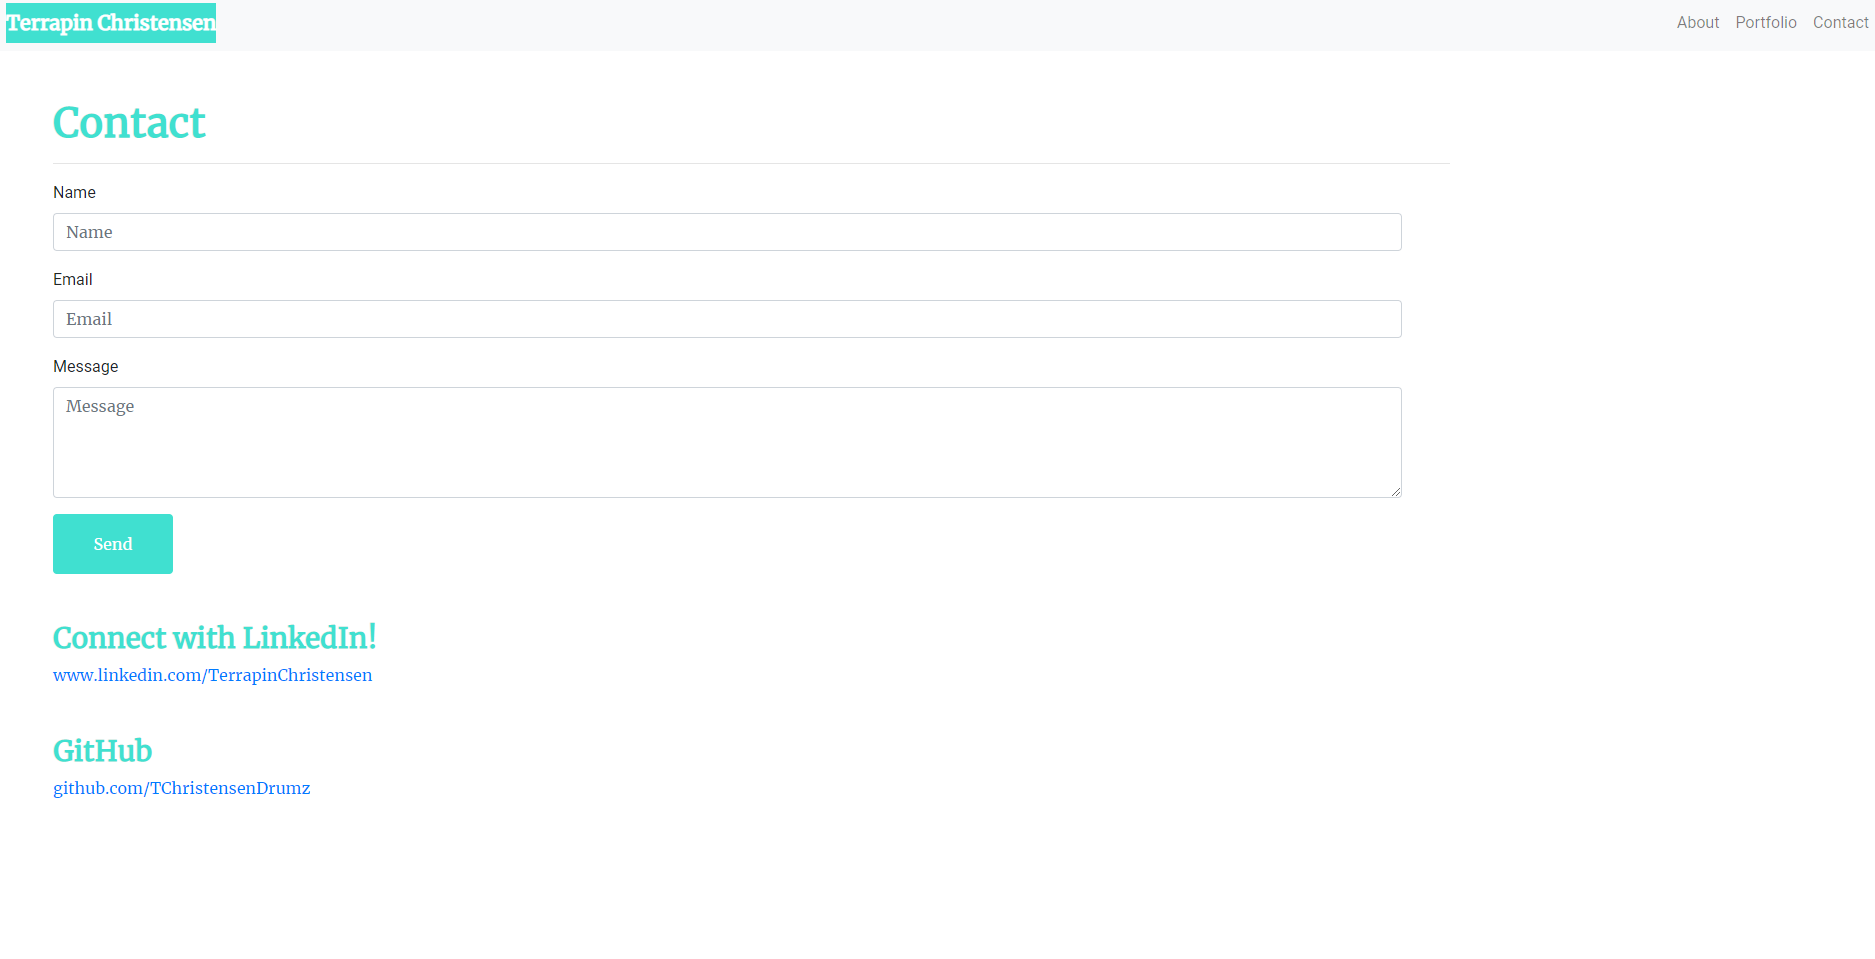 Terrapin Christensen
About Portfolio Contact
Contact
Name
Name
Email
Email
Message
Message
Send
Connect with LinkedIn!
www.linkedin.com/TerrapinChristensen
GitHub
github.com/TChristensenDrumz